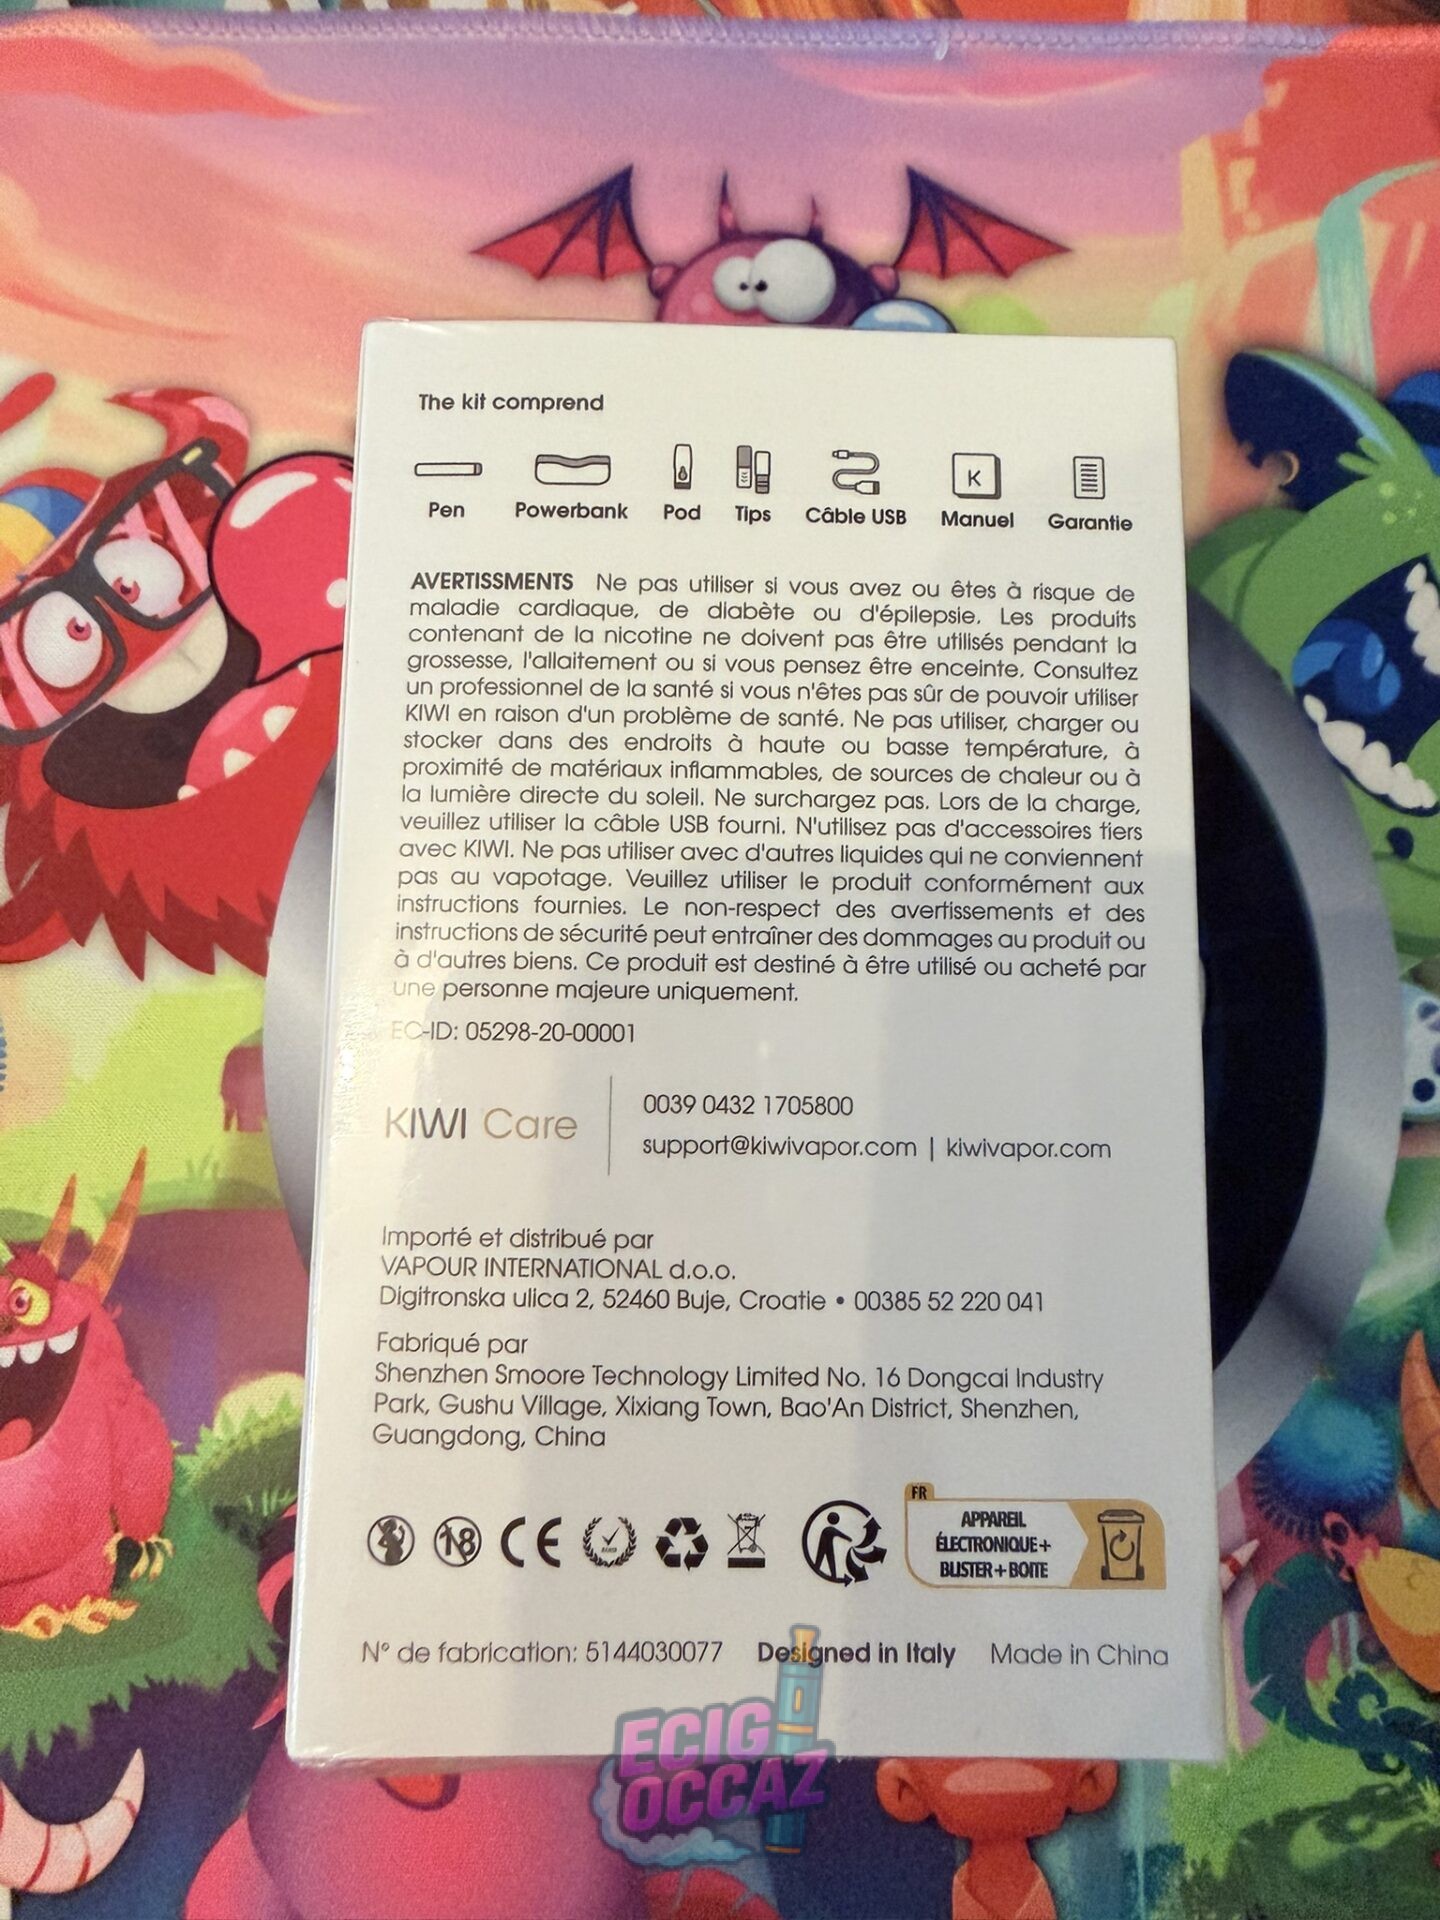 The kit comprend
Pen Powerbank Pod Tips Câble USB Manuel Garantie
K
AVERTISSMENTS Ne pas utiliser si vous avez ou êtes à risque de
maladie cardiaque, de diabète ou d'épilepsie. Les produits
contenant de la nicotine ne doivent pas être utilisés pendant la
grossesse, l'allaitement ou si vous pensez être enceinte. Consultez
un professionnel de la santé si vous n'êtes pas sûr de pouvoir utiliser
KIWI en raison d'un problème de santé. Ne pas utiliser, charger ou
stocker dans des endroits à haute ou basse température, à
proximité de matériaux inflammables, de sources de chaleur ou à
la lumière directe du soleil. Ne surchargez pas. Lors de la charge,
veuillez utiliser la câble USB fourni. N'utilisez pas d'accessoires tiers
avec KIWI. Ne pas utiliser avec d'autres liquides qui ne conviennent
pas au vapotage. Veuillez utiliser le produit conformément aux
instructions fournies. Le non-respect des avertissements et des
instructions de sécurité peut entraîner des dommages au produit ou
à d'autres biens. Ce produit est destiné à être utilisé ou acheté par
une personne majeure uniquement.
EC-ID: 05298-20-00001
KIWI Care
0039 0432 1705800
support@kiwivapor.com | kiwivapor.com
Importé et distribué par
VAPOUR INTERNATIONAL d.o.o.
Digitronska ulica 2, 52460 Buje, Croatie • 00385 52 220 041
Fabriqué par
Shenzhen Smoore Technology Limited No. 16 Dongcai Industry
Park, Gushu Village, Xixiang Town, Bao'An District, Shenzhen,
Guangdong, China
18 CE
FR
APPAREIL
ÉLECTRONIQUE +
BLISTER + BOITE
N° de fabrication: 5144030077 Designed in Italy Made in China
ECIG
OCCAZ